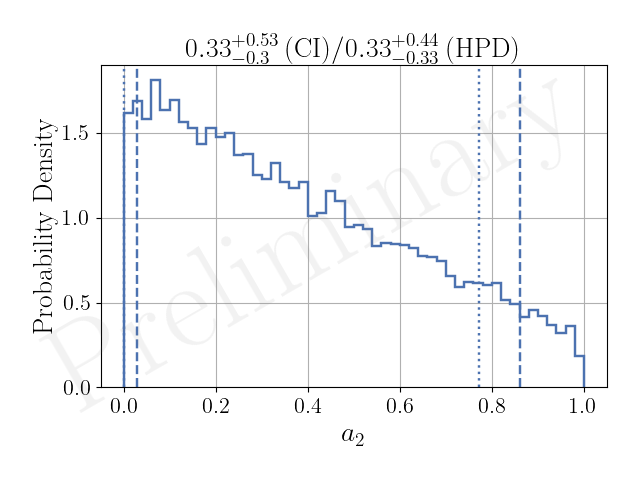 0.33^{+0.53}_{-0.3} (CI)/0.33^{+0.44}_{-0.33} (HPD)
Probability Density
1.5
1.0
0.5
0.0
0.0 0.2 0.4 0.6 0.8 1.0
a_2
Preliminary